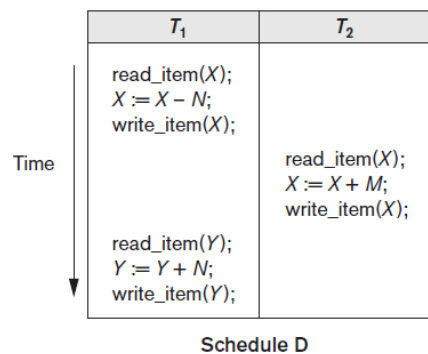 T1 T2
read_item(X);
X := X – N;
write_item(X);
Time
read_item(X);
X := X + M;
write_item(X);
read_item(Y);
Y := Y + N;
write_item(Y);
Schedule D